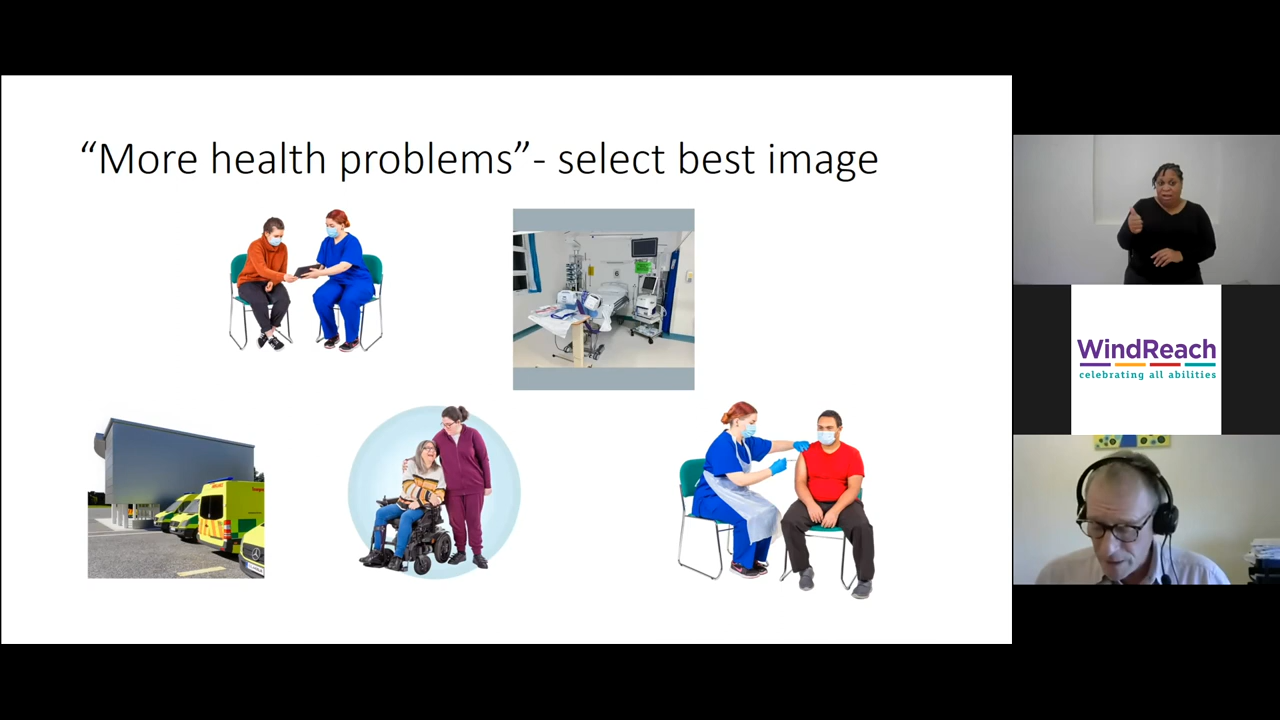 “More health problems”- select best image
WindReach
celebrating all abilities